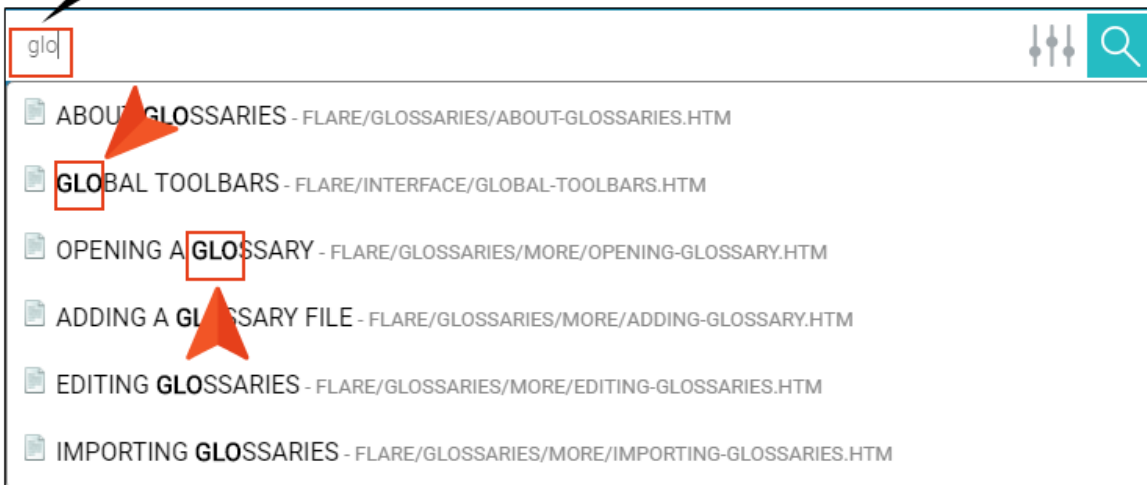 glo
ABOUT GLOSSARIES - FLARE/GLOSSARIES/ABOUT-GLOSSARIES.HTM
GLOBAL TOOLBARS - FLARE/INTERFACE/GLOBAL-TOOLBARS.HTM
OPENING A GLOSSARY - FLARE/GLOSSARIES/MORE/OPENING-GLOSSARY.HTM
ADDING A GLOSSARY FILE - FLARE/GLOSSARIES/MORE/ADDING-GLOSSARY.HTM
EDITING GLOSSARIES - FLARE/GLOSSARIES/MORE/EDITING-GLOSSARIES.HTM
IMPORTING GLOSSARIES - FLARE/GLOSSARIES/MORE/IMPORTING-GLOSSARIES.HTM